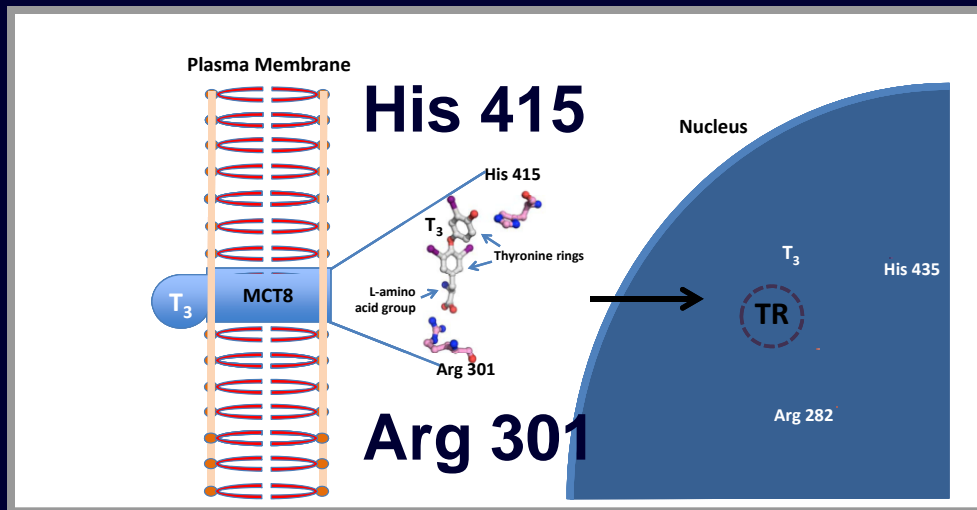 Plasma Membrane
His 415
Nucleus
His 415
T3
Thyronine rings
T3
His 435
L-amino
acid group
T3
MCT8
TR
Arg 301
Arg 282
Arg 301